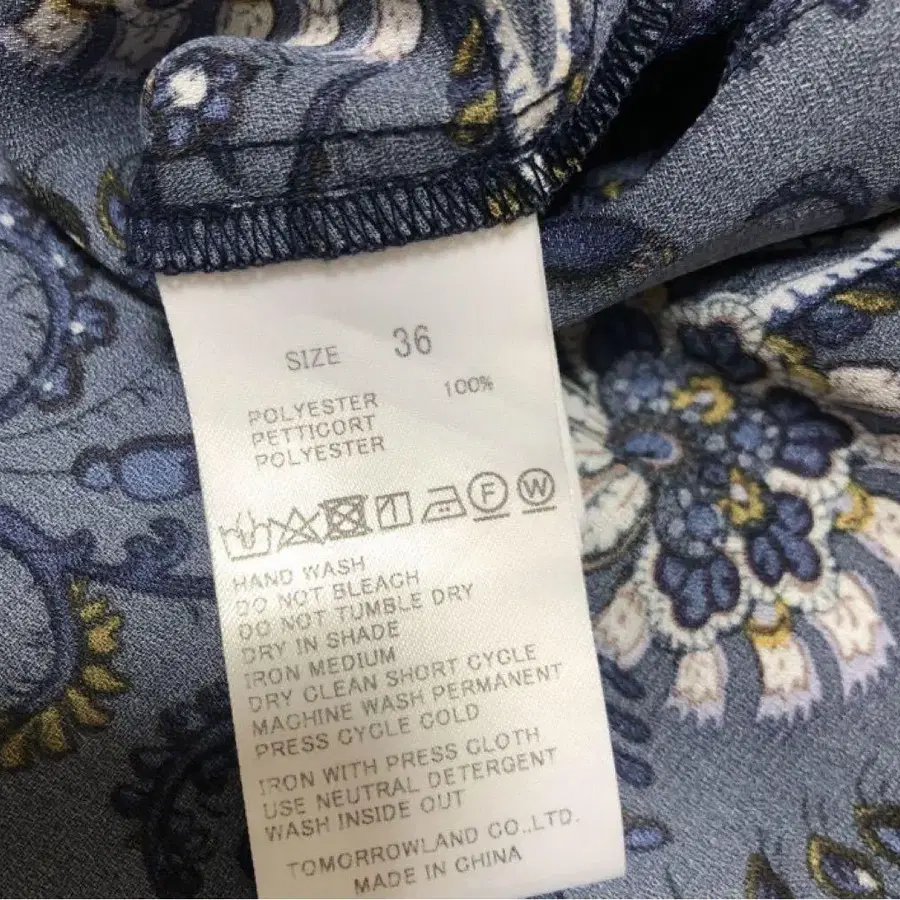 SIZE 36
POLYESTER 100%
PETTICORT
POLYESTER
F W
HAND WASH
DO NOT BLEACH
DO NOT TUMBLE DRY
DRY IN SHADE
IRON MEDIUM
DRY CLEAN SHORT CYCLE
MACHINE WASH PERMANENT
PRESS CYCLE COLD
IRON WITH PRESS CLOTH
USE NEUTRAL DETERGENT
WASH INSIDE OUT
TOMORROWLAND CO.,LTD.
MADE IN CHINA